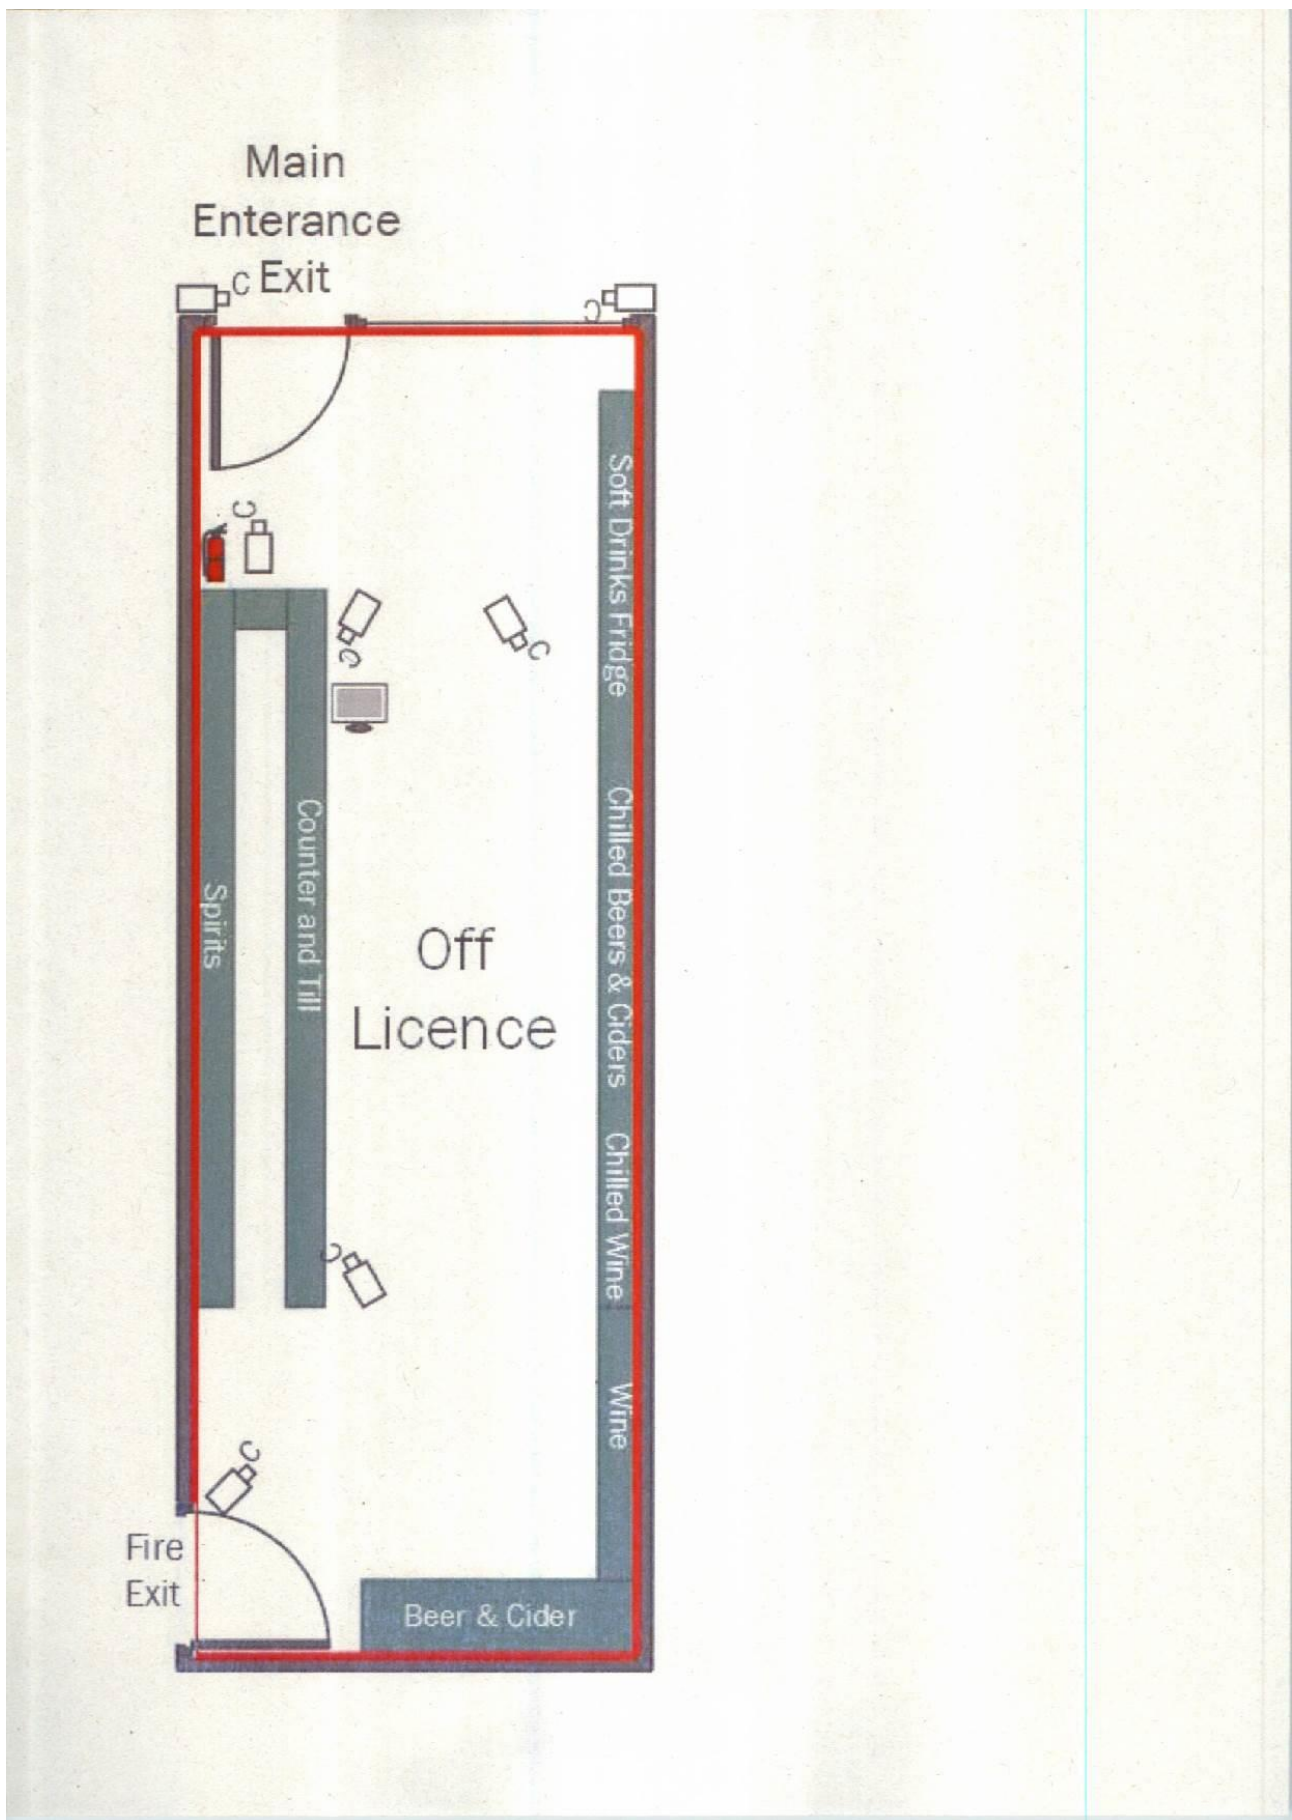 Main
Enterance
C Exit
C
C
Soft Drinks Fridge
C
C
Chilled Beers & Ciders
Counter and Till
Spirits
Off
Licence
Chilled Wine
C
Wine
C
Fire
Exit
Beer & Cider